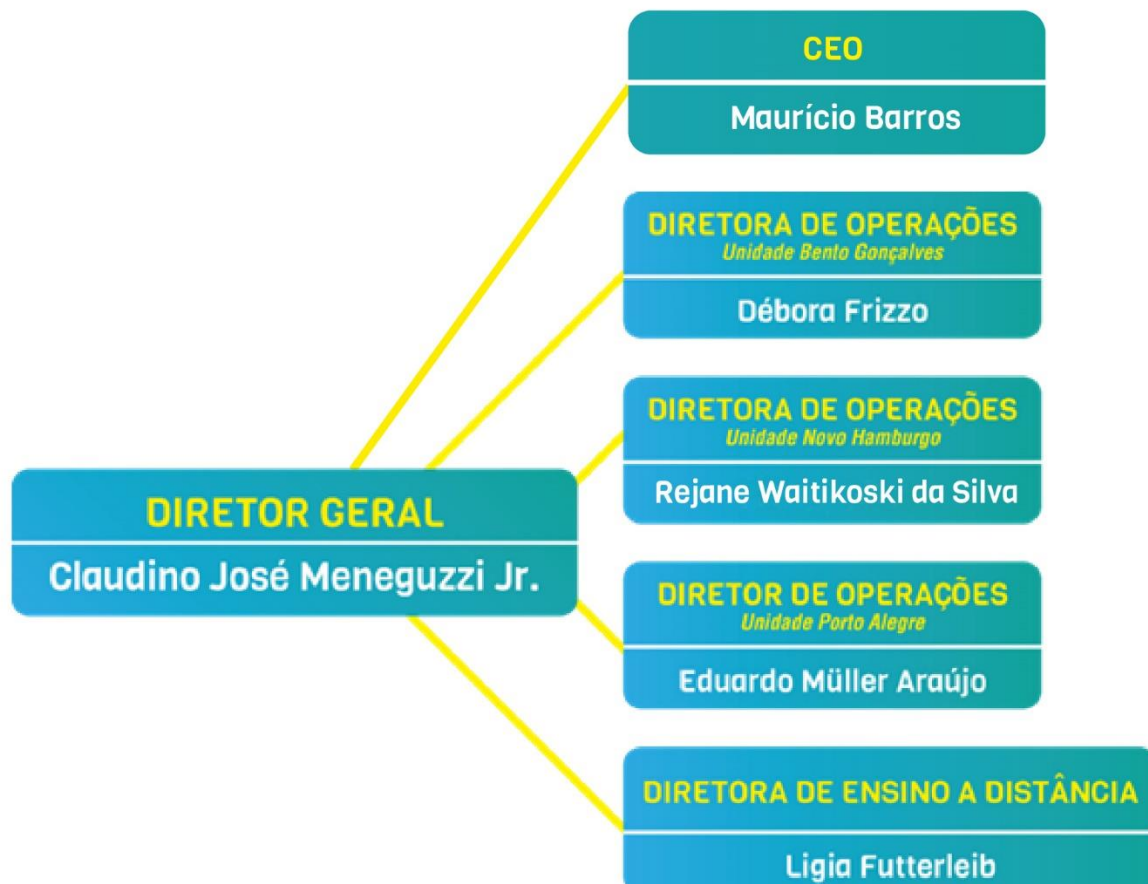 CEO
Maurício Barros
DIRETORA DE OPERAÇÕES
Unidade Bento Gonçalves
Débora Frizzo
DIRETORA DE OPERAÇÕES
Unidade Novo Hamburgo
Rejane Waitikoski da Silva
DIRETOR GERAL
Claudino José Meneguzzi Jr.
DIRETOR DE OPERAÇÕES
Unidade Porto Alegre
Eduardo Müller Araújo
DIRETORA DE ENSINO A DISTÂNCIA
Ligia Futterleib